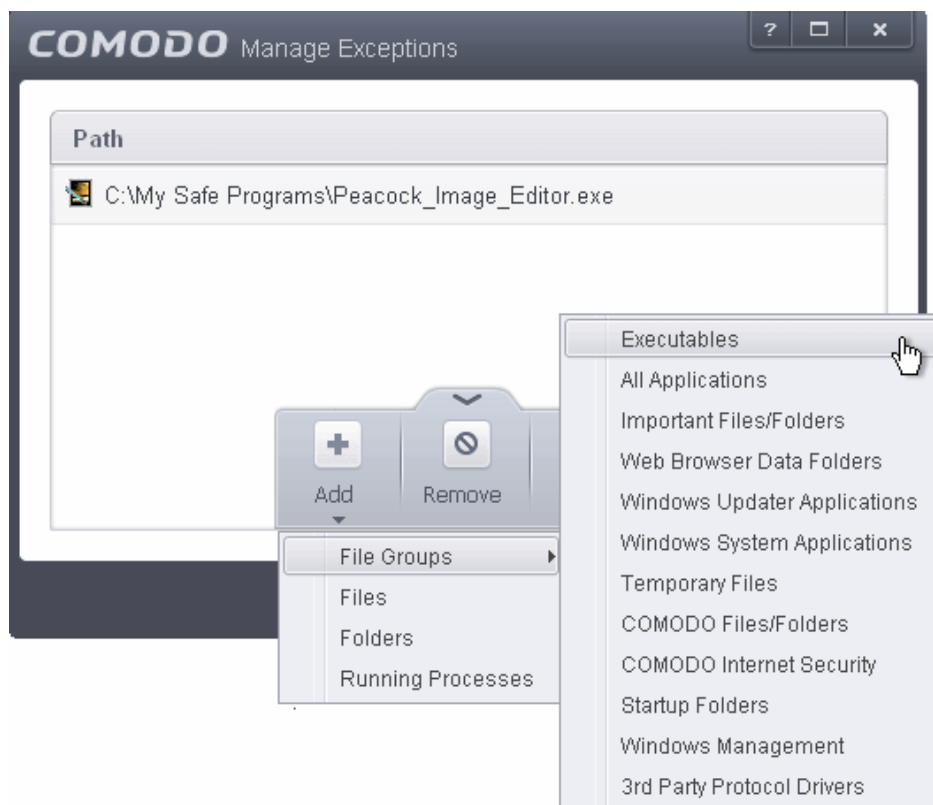 COMODO Manage Exceptions
?
x
Path
C:\My Safe Programs\Peacock_Image_Editor.exe
Add
Remove
File Groups
Files
Folders
Running Processes
Executables
All Applications
Important Files/Folders
Web Browser Data Folders
Windows Updater Applications
Windows System Applications
Temporary Files
COMODO Files/Folders
COMODO Internet Security
Startup Folders
Windows Management
3rd Party Protocol Drivers